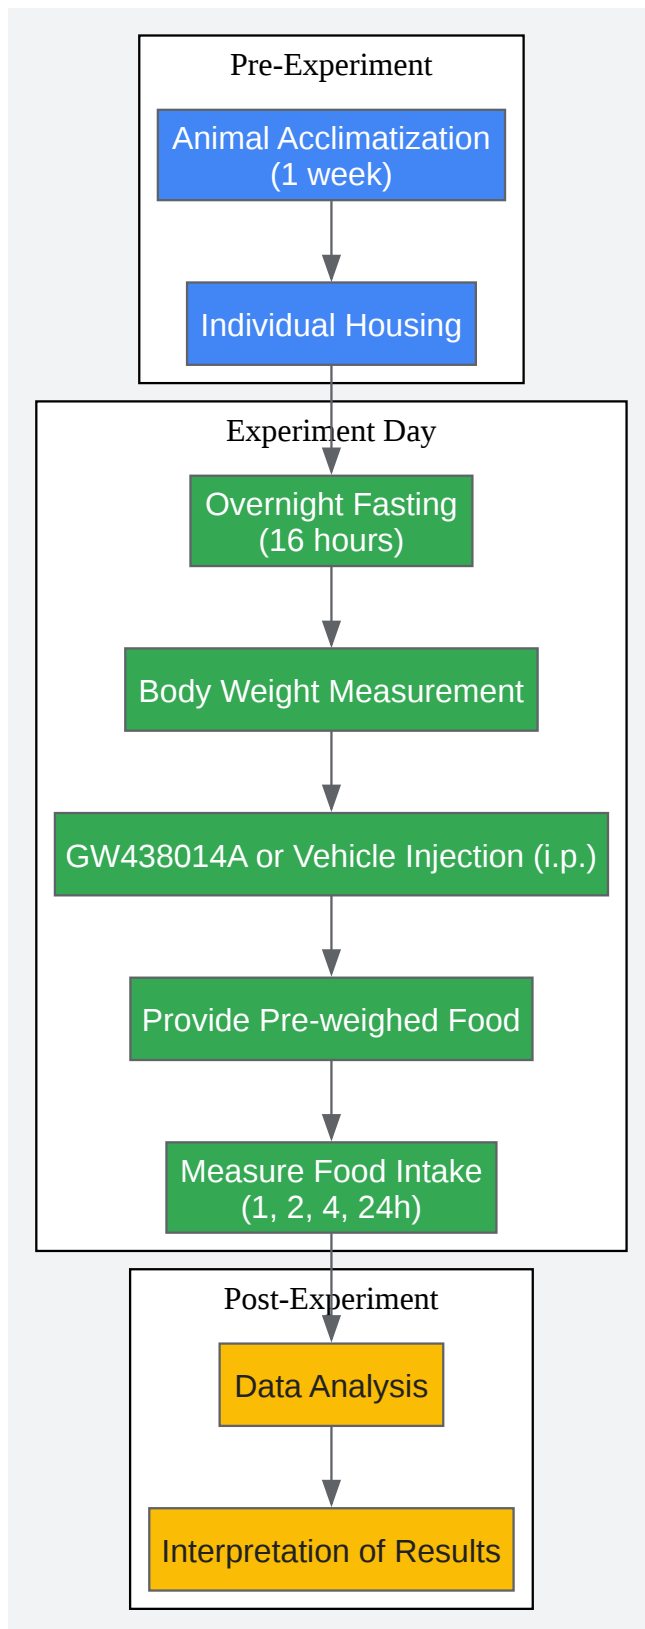 Pre-Experiment
Animal Acclimatization
(1 week)
Individual Housing
Experiment Day
Overnight Fasting
(16 hours)
Body Weight Measurement
GW438014A or Vehicle Injection (i.p.)
Provide Pre-weighed Food
Measure Food Intake
(1, 2, 4, 24h)
Post-Experiment
Data Analysis
Interpretation of Results